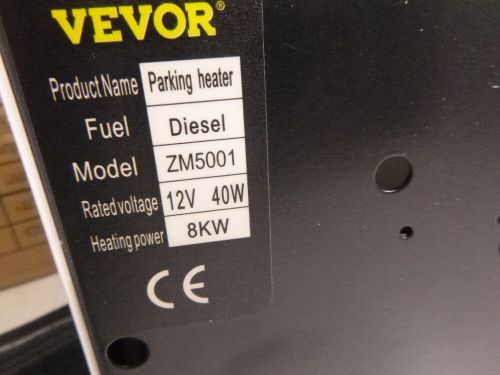 VEVOR®
Product Name Parking heater
Fuel Diesel
Model ZM5001
Rated voltage 12V 40W
Heating power 8KW
CE